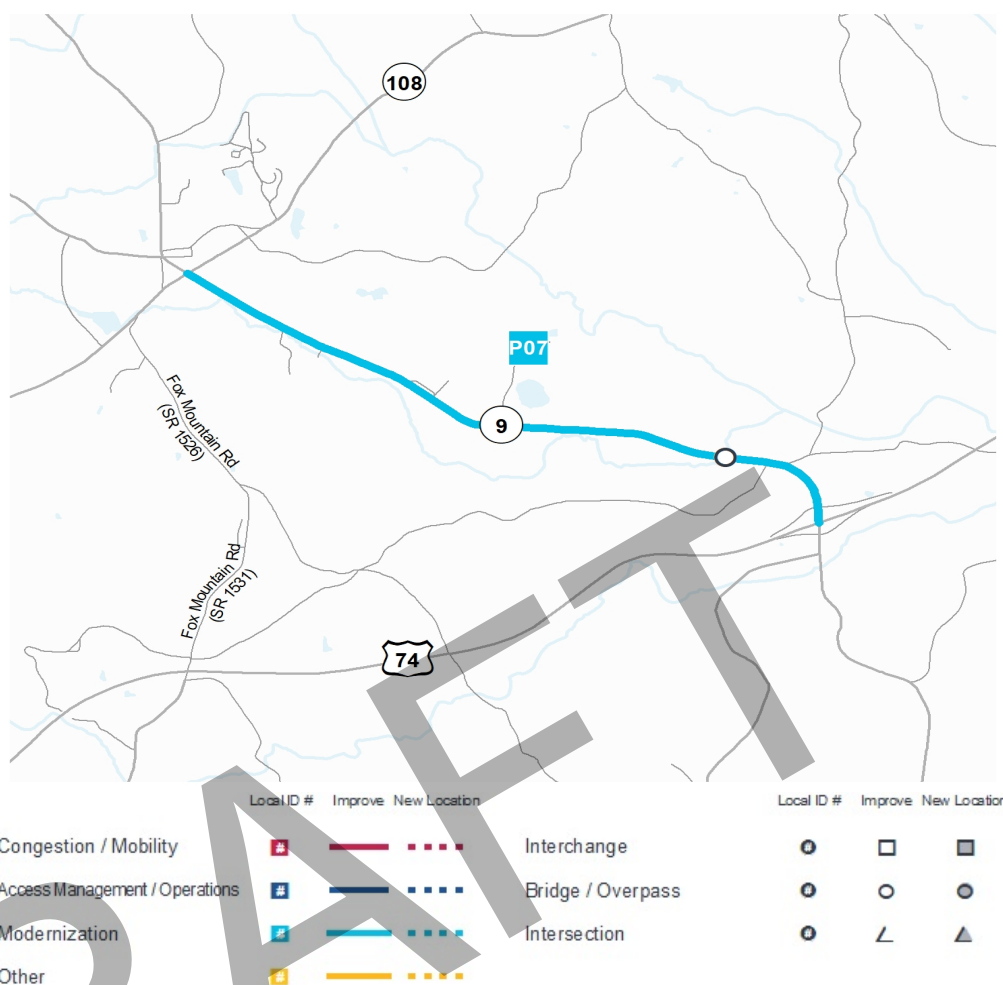 108
P07
9
Fox Mountain Rd
(SR 1526)
Fox Mountain Rd
(SR 1531)
74
Local ID # Improve New Location Local ID # Improve New Location
Congestion / Mobility # Interchange #
Access Management / Operations # Bridge / Overpass #
Modernization # Intersection #
Other #
DRAFT